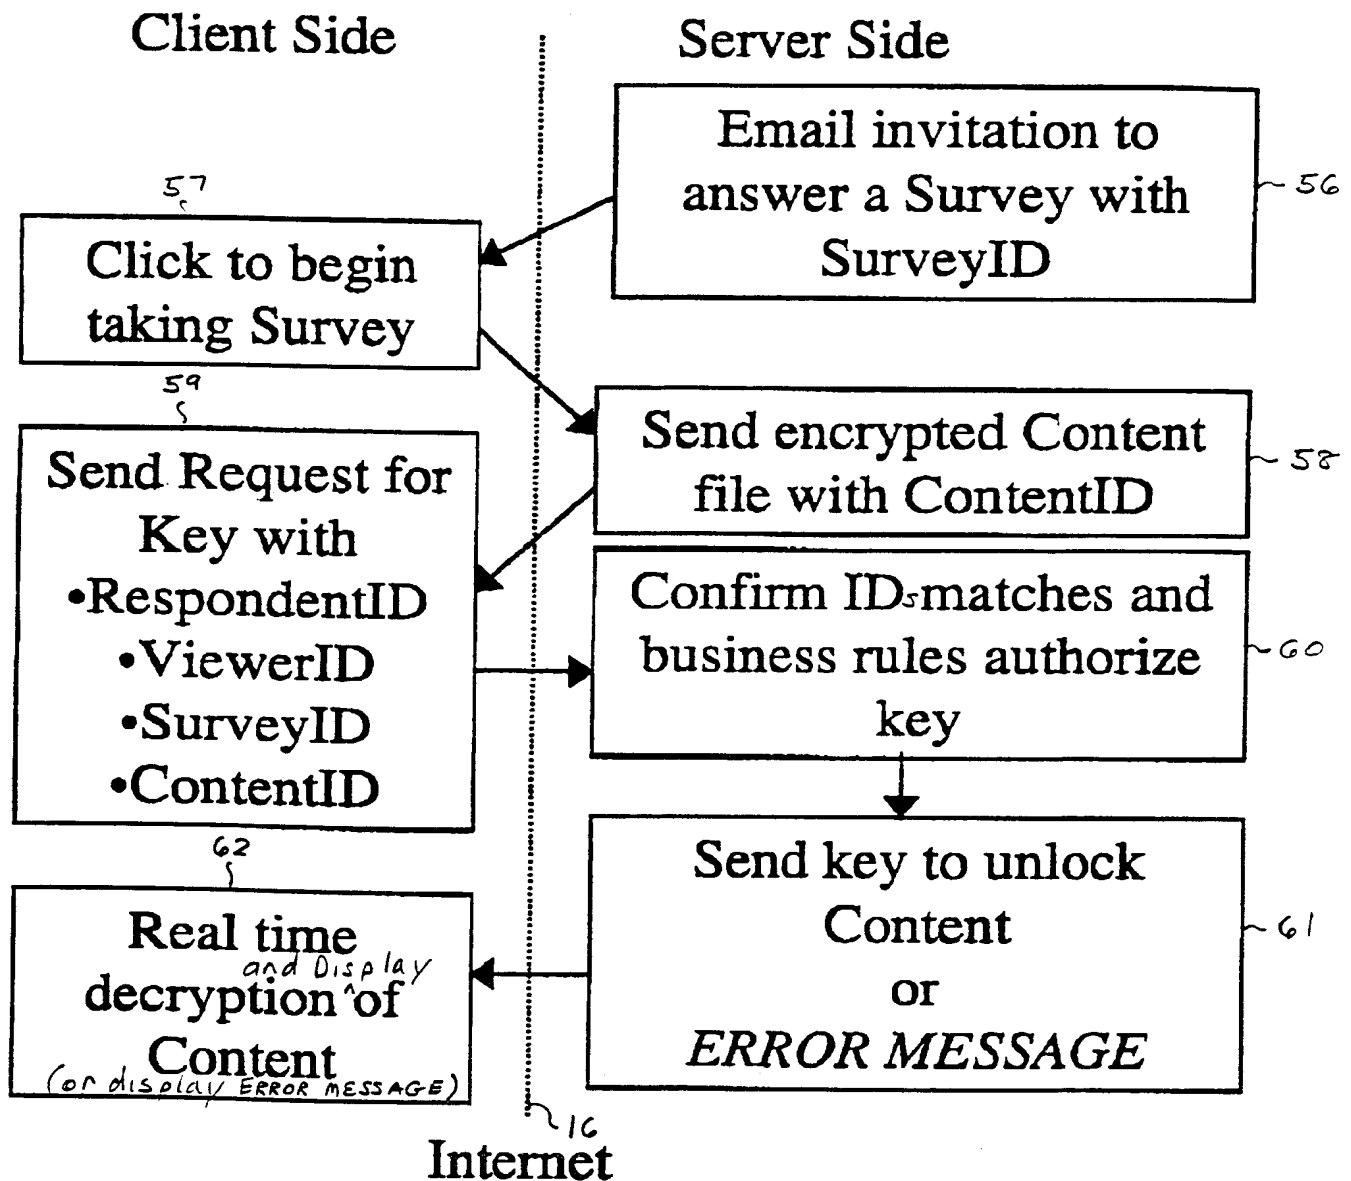 Client Side
Server Side
Email invitation to
answer a Survey with
SurveyID
56
57
Click to begin
taking Survey
Send encrypted Content
file with ContentID
58
59
Send Request for
Key with
•RespondentID
•ViewerID
•SurveyID
•ContentID
Confirm IDs matches and
business rules authorize
key
60
Send key to unlock
Content
or
ERROR MESSAGE
61
62
Real time
and Display
decryption ^ of
Content
(or display ERROR MESSAGE)
16
Internet